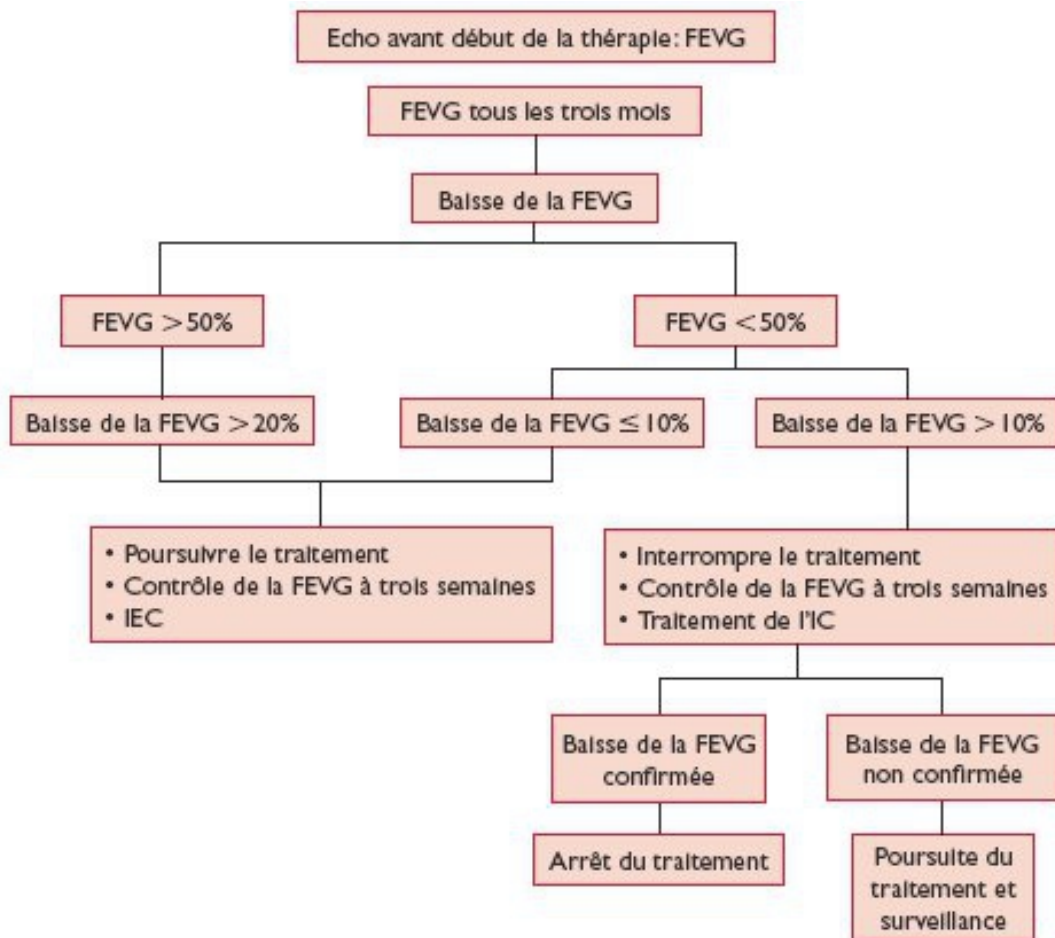 Echo avant début de la thérapie: FEVG
FEVG tous les trois mois
Baisse de la FEVG
FEVG >50%
FEVG <50%
Baisse de la FEVG >20%
Baisse de la FEVG ≤ 10%
Baisse de la FEVG > 10%
• Poursuivre le traitement
• Contrôle de la FEVG à trois semaines
• IEC
• Interrompre le traitement
• Contrôle de la FEVG à trois semaines
• Traitement de l'IC
Baisse de la FEVG
confirmée
Baisse de la FEVG
non confirmée
Arrêt du traitement
Poursuite du
traitement et
surveillance